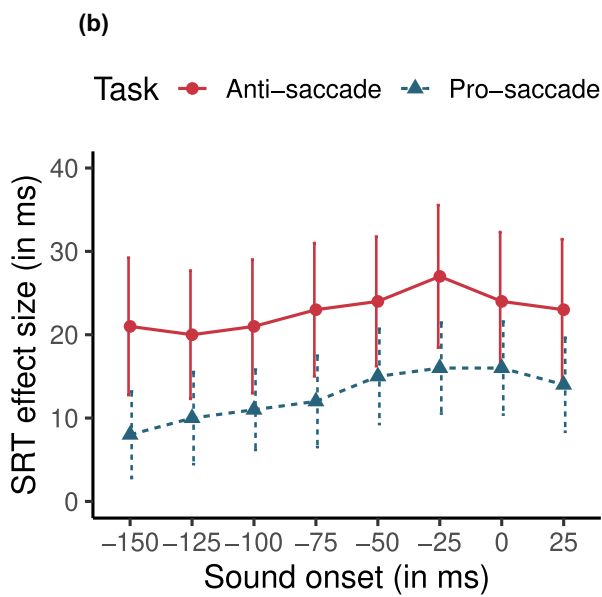 (b)
Task Anti−saccade Pro−saccade
SRT effect size (in ms)
40
30
20
10
0
−150 −125 −100 −75 −50 −25 0 25
Sound onset (in ms)